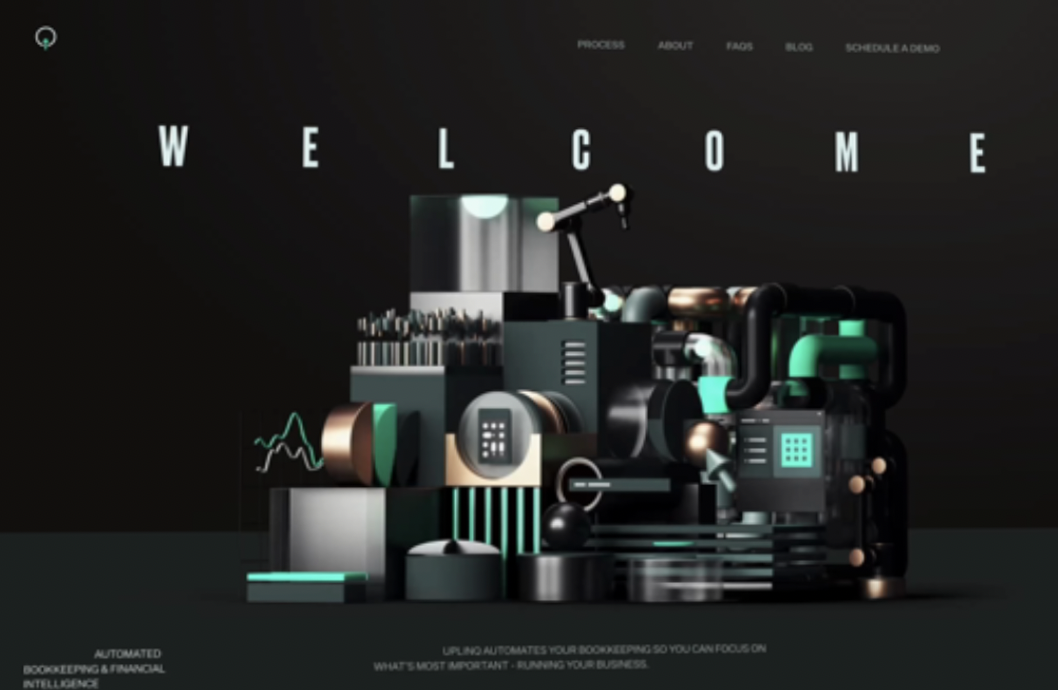 PROCESS ABOUT FAQS BLOG SCHEDULE A DEMO
WELCOME
AUTOMATED
BOOKKEEPING & FINANCIAL
INTELLIGENCE
UPLINQ AUTOMATES YOUR BOOKKEEPING SO YOU CAN FOCUS ON
WHAT'S MOST IMPORTANT - RUNNING YOUR BUSINESS.